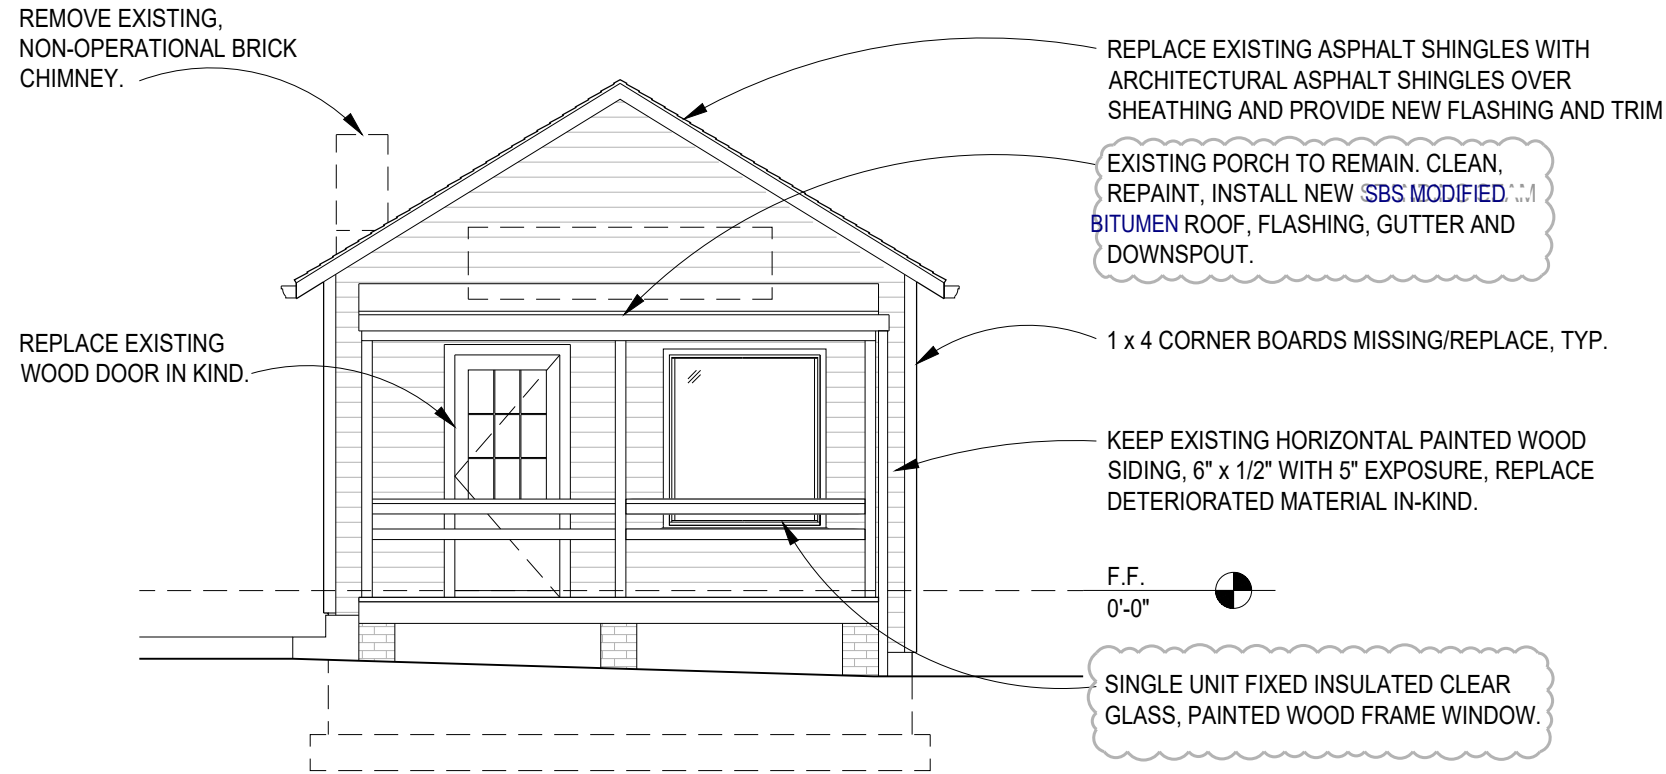 REMOVE EXISTING,
NON-OPERATIONAL BRICK
CHIMNEY.
REPLACE EXISTING ASPHALT SHINGLES WITH
ARCHITECTURAL ASPHALT SHINGLES OVER
SHEATHING AND PROVIDE NEW FLASHING AND TRIM
EXISTING PORCH TO REMAIN. CLEAN,
REPAINT, INSTALL NEW SBS MODIFIED
BITUMEN ROOF, FLASHING, GUTTER AND
DOWNSPOUT.
REPLACE EXISTING
WOOD DOOR IN KIND.
1 x 4 CORNER BOARDS MISSING/REPLACE, TYP.
KEEP EXISTING HORIZONTAL PAINTED WOOD
SIDING, 6" x 1/2" WITH 5" EXPOSURE, REPLACE
DETERIORATED MATERIAL IN-KIND.
F.F.
0'-0"
SINGLE UNIT FIXED INSULATED CLEAR
GLASS, PAINTED WOOD FRAME WINDOW.